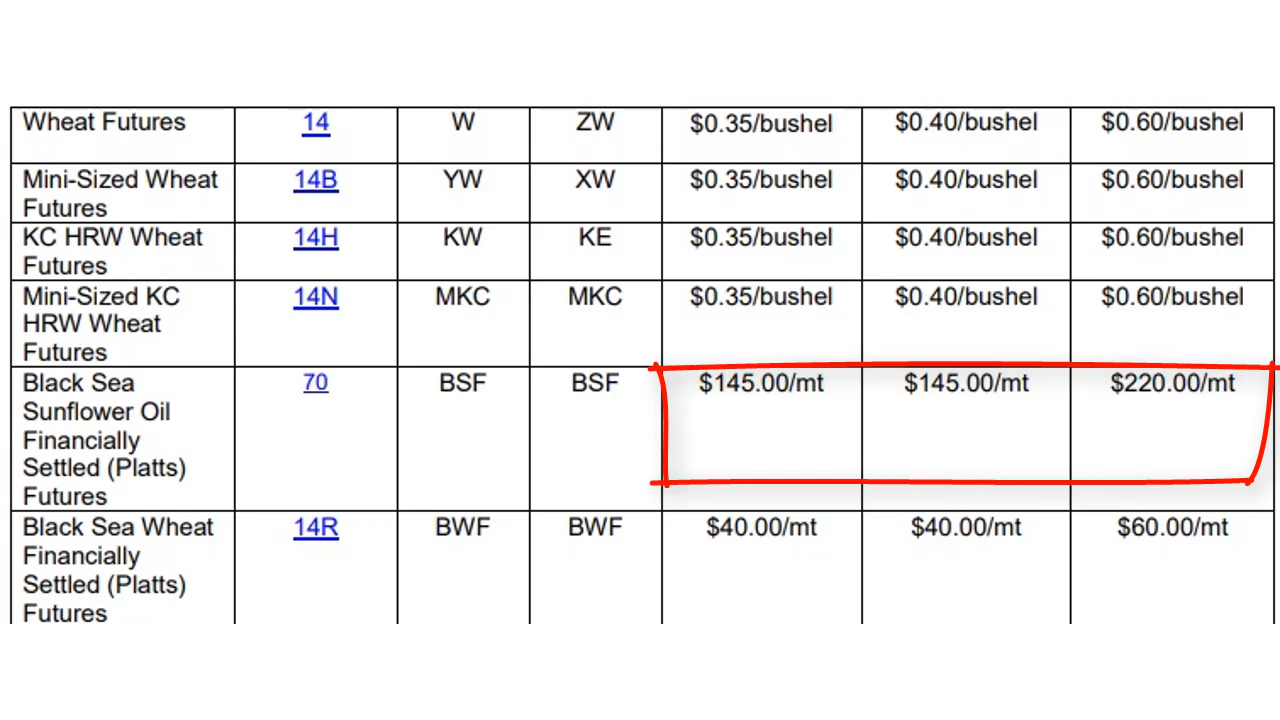 Wheat Futures 14 W ZW $0.35/bushel $0.40/bushel $0.60/bushel
Mini-Sized Wheat 14B YW XW $0.35/bushel $0.40/bushel $0.60/bushel
Futures
KC HRW Wheat 14H KW KE $0.35/bushel $0.40/bushel $0.60/bushel
Futures
Mini-Sized KC 14N MKC MKC $0.35/bushel $0.40/bushel $0.60/bushel
HRW Wheat
Futures
Black Sea 70 BSF BSF $145.00/mt $145.00/mt $220.00/mt
Sunflower Oil
Financially
Settled (Platts)
Futures
Black Sea Wheat 14R BWF BWF $40.00/mt $40.00/mt $60.00/mt
Financially
Settled (Platts)
Futures